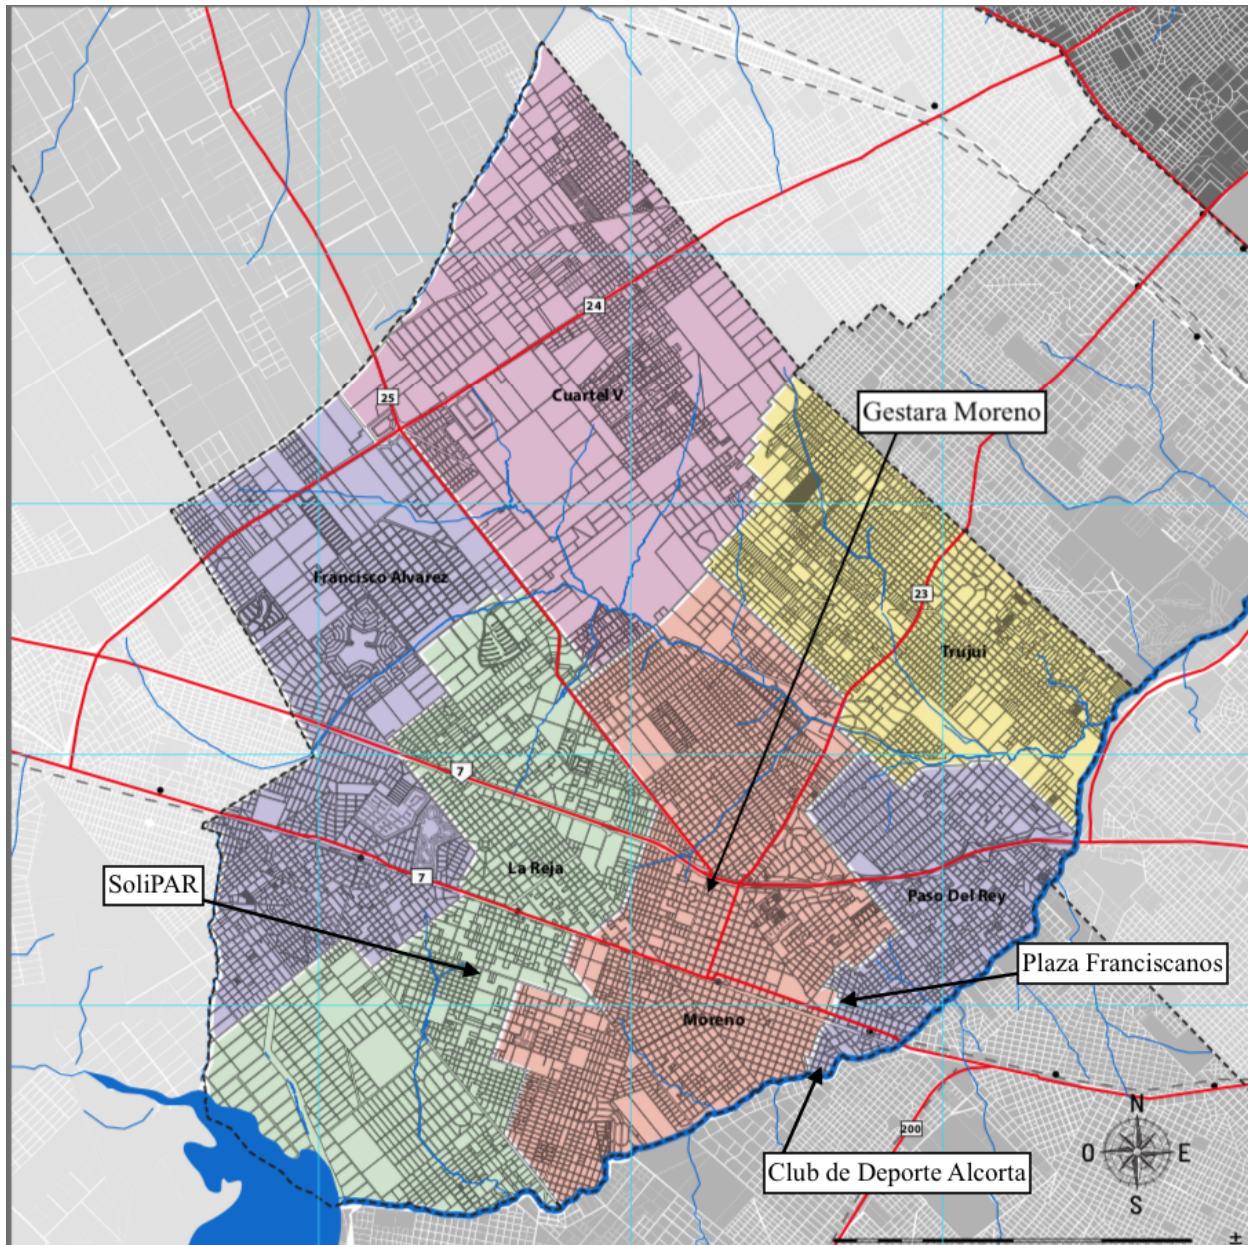 24
25
Cuartel V
Gestara Moreno
Francisco Alvarez
23
Trujui
7
La Reja
7
SoliPAR
Paso Del Rey
Plaza Franciscanos
Moreno
N
200
O
E
Club de Deporte Alcorta
S
±